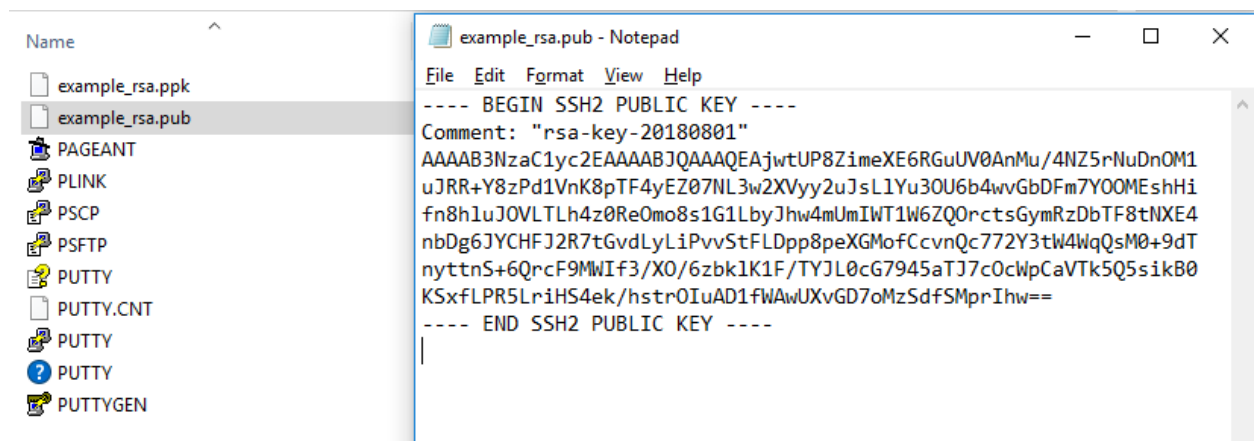 Name
example_rsa.ppk
example_rsa.pub
PAGEANT
PLINK
PSCP
PSFTP
PUTTY
PUTTY.CNT
PUTTY
PUTTY
PUTTYGEN
example_rsa.pub - Notepad
File Edit Format View Help
---- BEGIN SSH2 PUBLIC KEY ----
Comment: "rsa-key-20180801"
AAAAB3NzaC1yc2EAAAABJQAAAQEAjwtUP8ZimeXE6RGuUV0AnMu/4NZ5rNuDnOM1
uJRR+Y8zPd1VnK8pTF4yEZ07NL3w2XVyy2uJsLlYu3OU6b4wvGbDFm7YOOMEshHi
fn8hluJOVLTLh4z0ReOmo8s1G1LbyJhw4mUmIWT1W6ZQOrctsGymRzDbTF8tNXE4
nbDg6JYCHFJ2R7tGvdLyLiPvvStFLDpp8peXGMofCcvnQc772Y3tW4WqQsM0+9dT
nyttnS+6QrcF9MWIf3/XO/6zbklK1F/TYJL0cG7945aTJ7cOcWpCaVTk5Q5sikB0
KSxfLPR5LriHS4ek/hstrOIuAD1fWAwUXvGD7oMzSdfSMprIhw==
---- END SSH2 PUBLIC KEY ----